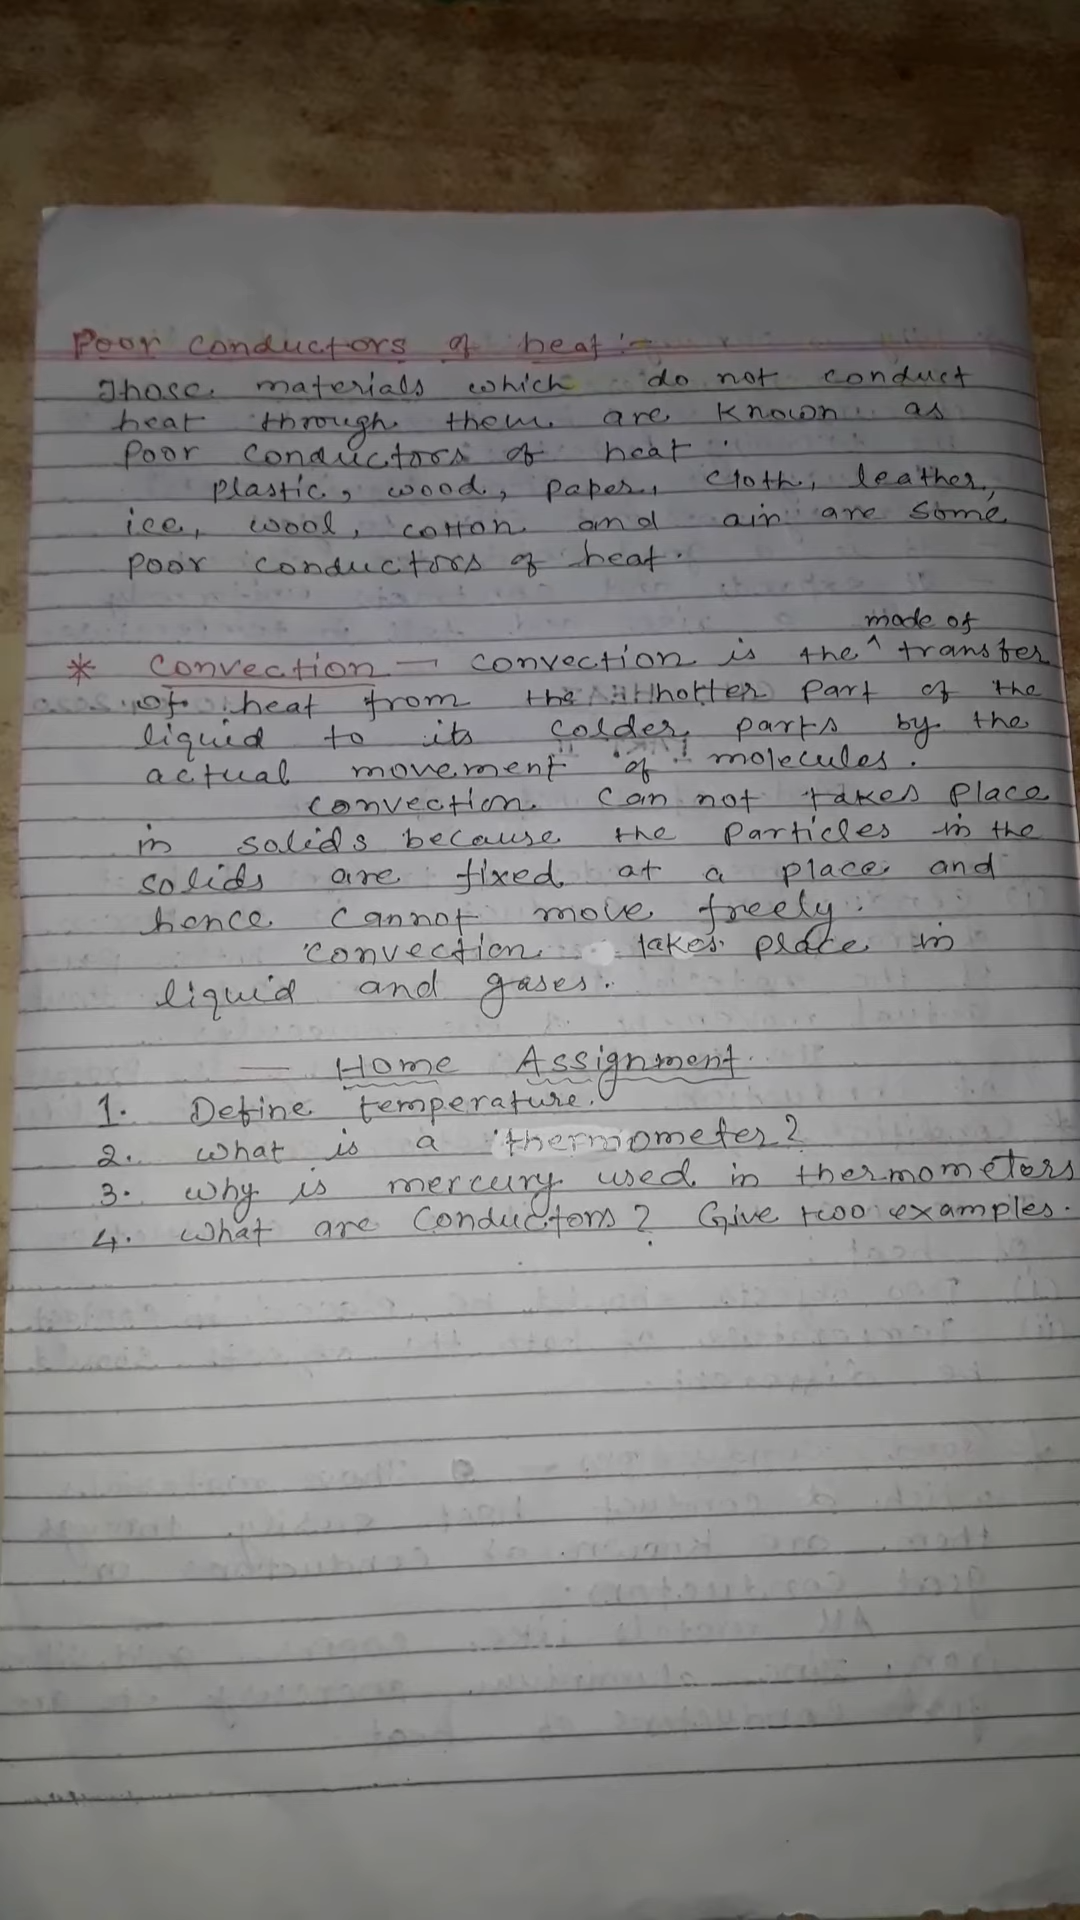 Poor conductors of heat :-
Those materials which do not conduct
heat through them are known as
Poor conductors of heat .
plastic, wood, paper, cloth, leather,
ice, wool, cotton and air are some
poor conductors of heat.
made of
* Convection — convection is the ^ transfer
of heat from the hotter part of the
liquid to its colder parts by the
actual movement of molecules.
convection can not takes place
in solids because the particles in the
solids are fixed at a place and
hence cannot move freely.
convection takes place in
liquid and gases.
— Home Assignment
1. Define temperature.
2. what is a thermometer?
3. why is mercury used in thermometers
4. what are conductors? Give two examples.